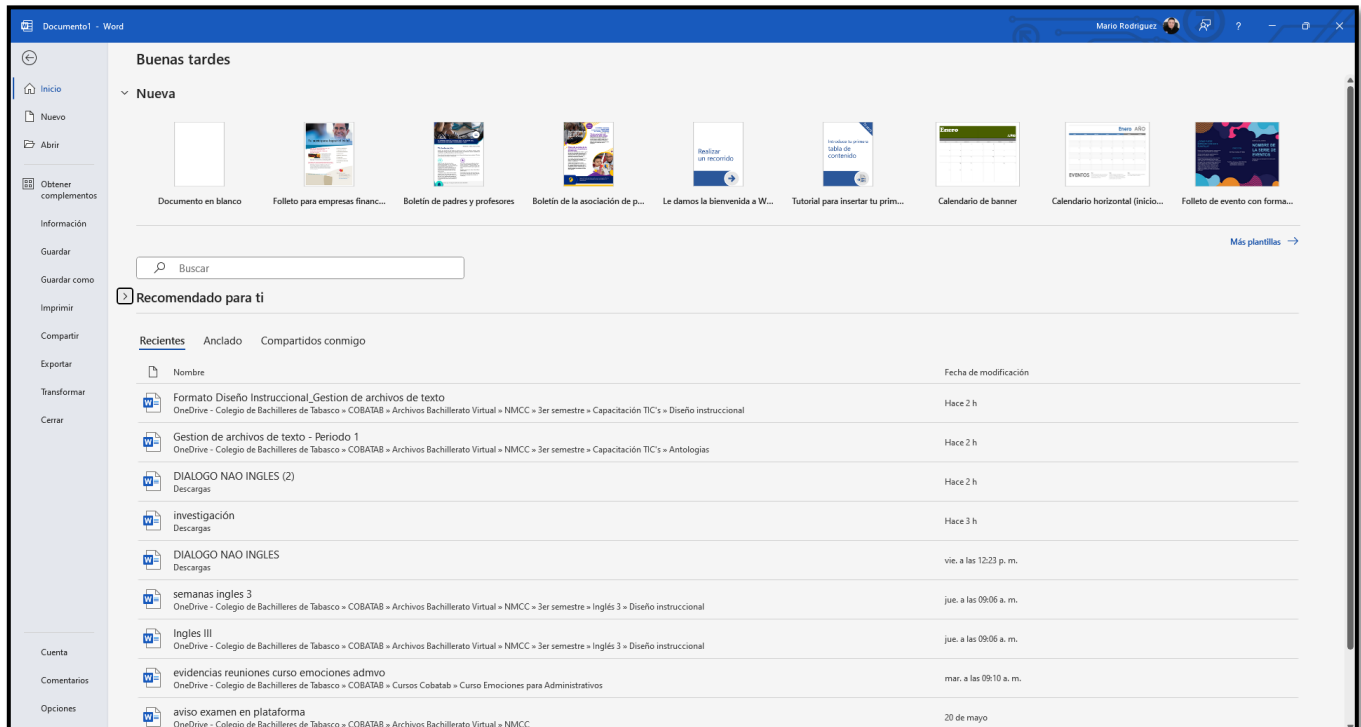 Documento1 - Word
Mario Rodriguez
?
Buenas tardes
Inicio
Nuevo
Abrir
Obtener
complementos
Información
Guardar
Guardar como
Imprimir
Compartir
Exportar
Transformar
Cerrar
Cuenta
Comentarios
Opciones
Nueva
Realizar
un recorrido
Introduce tu primera
tabla de
contenido
Enero
Enero AÑO
EVENTOS
NOMBRE DE
LA SERIE DE
EVENTOS
Documento en blanco
Folleto para empresas financ...
Boletín de padres y profesores
Boletín de la asociación de p...
Le damos la bienvenida a W...
Tutorial para insertar tu prim...
Calendario de banner
Calendario horizontal (inicio...
Folleto de evento con forma...
Más plantillas
Buscar
Recomendado para ti
Recientes Anclado Compartidos conmigo
Nombre Fecha de modificación
Formato Diseño Instruccional_Gestion de archivos de texto
OneDrive - Colegio de Bachilleres de Tabasco » COBATAB » Archivos Bachillerato Virtual » NMCC » 3er semestre » Capacitación TIC's » Diseño instruccional
Hace 2 h
Gestion de archivos de texto - Periodo 1
OneDrive - Colegio de Bachilleres de Tabasco » COBATAB » Archivos Bachillerato Virtual » NMCC » 3er semestre » Capacitación TIC's » Antologias
Hace 2 h
DIALOGO NAO INGLES (2)
Descargas
Hace 2 h
investigación
Descargas
Hace 3 h
DIALOGO NAO INGLES
Descargas
vie. a las 12:23 p. m.
semanas ingles 3
OneDrive - Colegio de Bachilleres de Tabasco » COBATAB » Archivos Bachillerato Virtual » NMCC » 3er semestre » Inglés 3 » Diseño instruccional
jue. a las 09:06 a. m.
Ingles III
OneDrive - Colegio de Bachilleres de Tabasco » COBATAB » Archivos Bachillerato Virtual » NMCC » 3er semestre » Inglés 3 » Diseño instruccional
jue. a las 09:06 a. m.
evidencias reuniones curso emociones admvo
OneDrive - Colegio de Bachilleres de Tabasco » COBATAB » Cursos Cobatab » Curso Emociones para Administrativos
mar. a las 09:10 a. m.
aviso examen en plataforma
OneDrive - Colegio de Bachilleres de Tabasco » COBATAB » Archivos Bachillerato Virtual » NMCC
20 de mayo